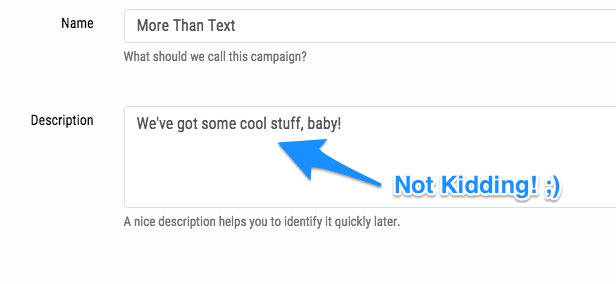 Name
More Than Text
What should we call this campaign?
Description
We've got some cool stuff, baby!
Not Kidding! ;)
A nice description helps you to identify it quickly later.